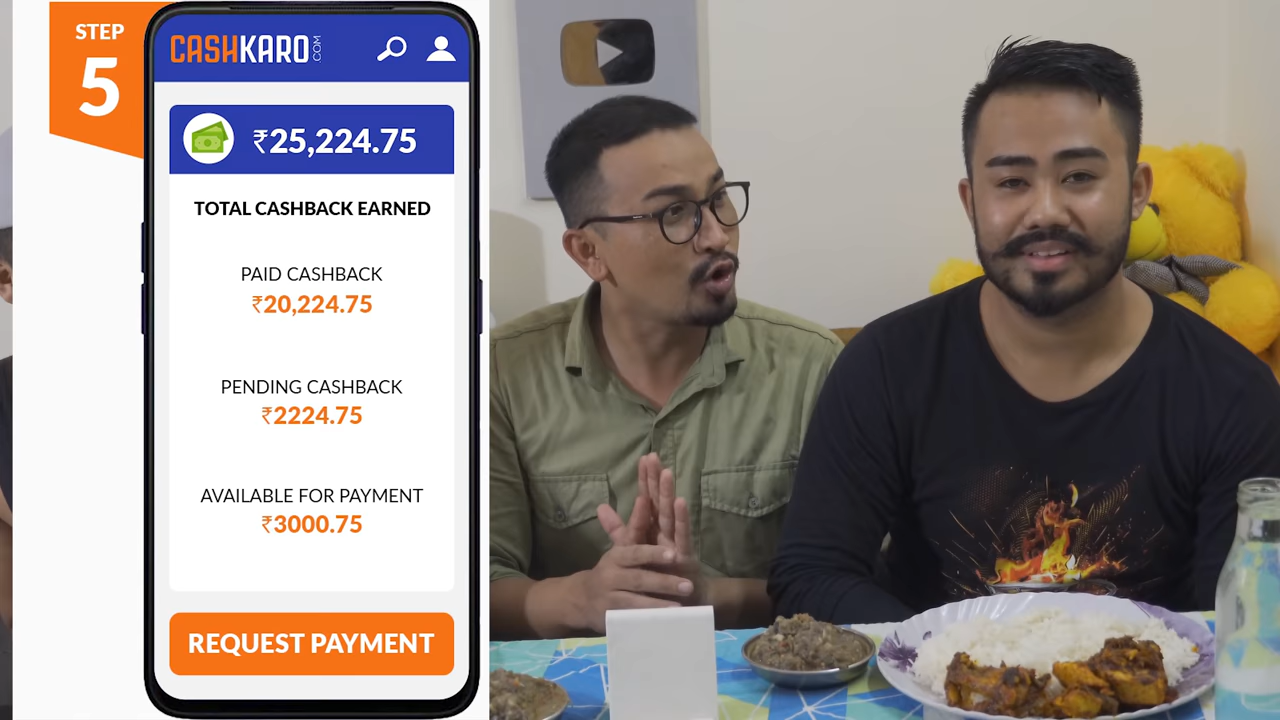 STEP
5
CASHKARO.COM
₹25,224.75
TOTAL CASHBACK EARNED
PAID CASHBACK
₹20,224.75
PENDING CASHBACK
₹2224.75
AVAILABLE FOR PAYMENT
₹3000.75
REQUEST PAYMENT